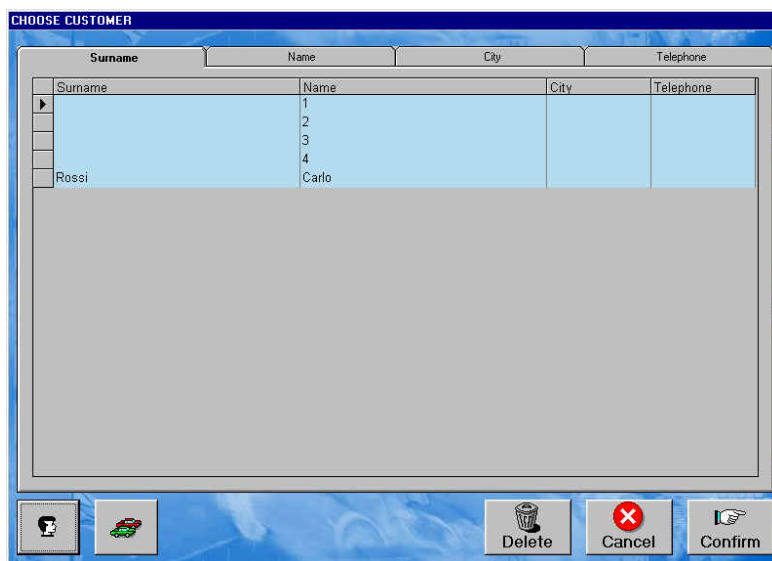 CHOOSE CUSTOMER
Surname Name City Telephone
Surname Name City Telephone
1
2
3
4
Rossi Carlo
Delete Cancel Confirm